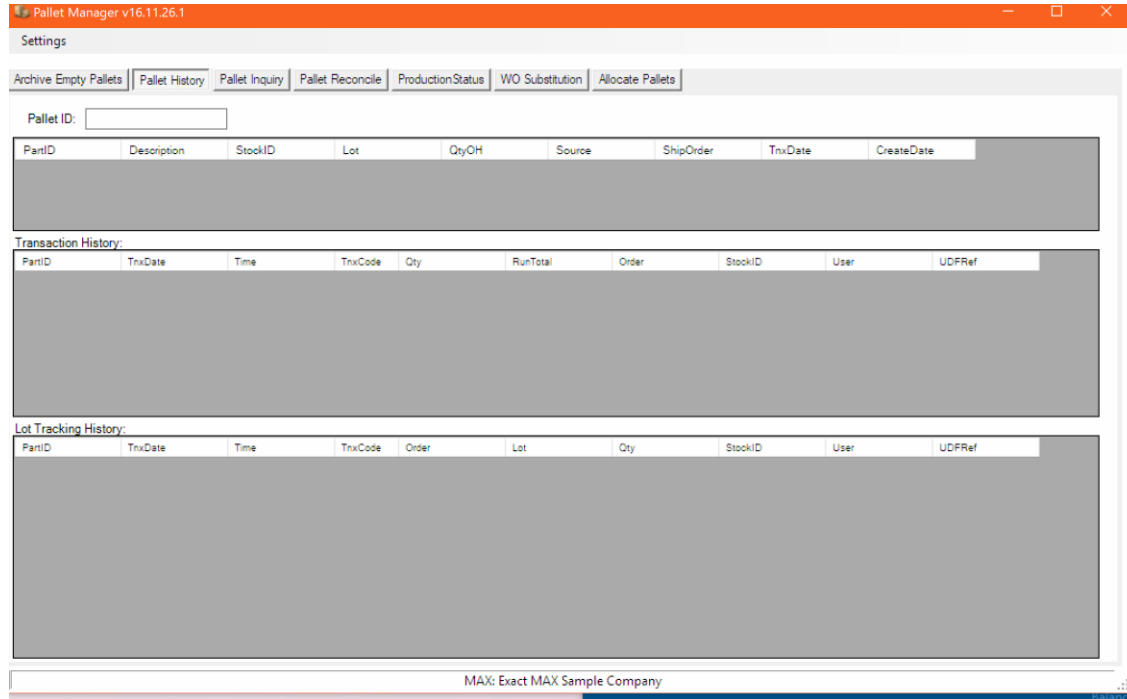 Pallet Manager v16.11.26.1
Settings
Archive Empty Pallets Pallet History Pallet Inquiry Pallet Reconcile ProductionStatus WO Substitution Allocate Pallets
Pallet ID:
PartID Description StockID Lot QtyOH Source ShipOrder TnxDate CreateDate
Transaction History:
PartID TnxDate Time TnxCode Qty RunTotal Order StockID User UDFRef
Lot Tracking History:
PartID TnxDate Time TnxCode Order Lot Qty StockID User UDFRef
MAX: Exact MAX Sample Company